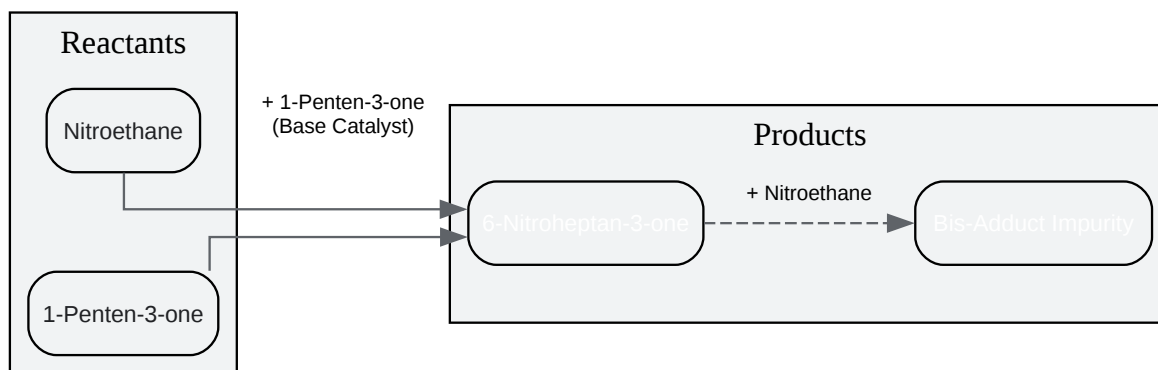 Reactants
Nitroethane
+ 1-Penten-3-one
(Base Catalyst)
Products
+ Nitroethane
6-Nitroheptan-3-one
Bis-Adduct Impurity
1-Penten-3-one